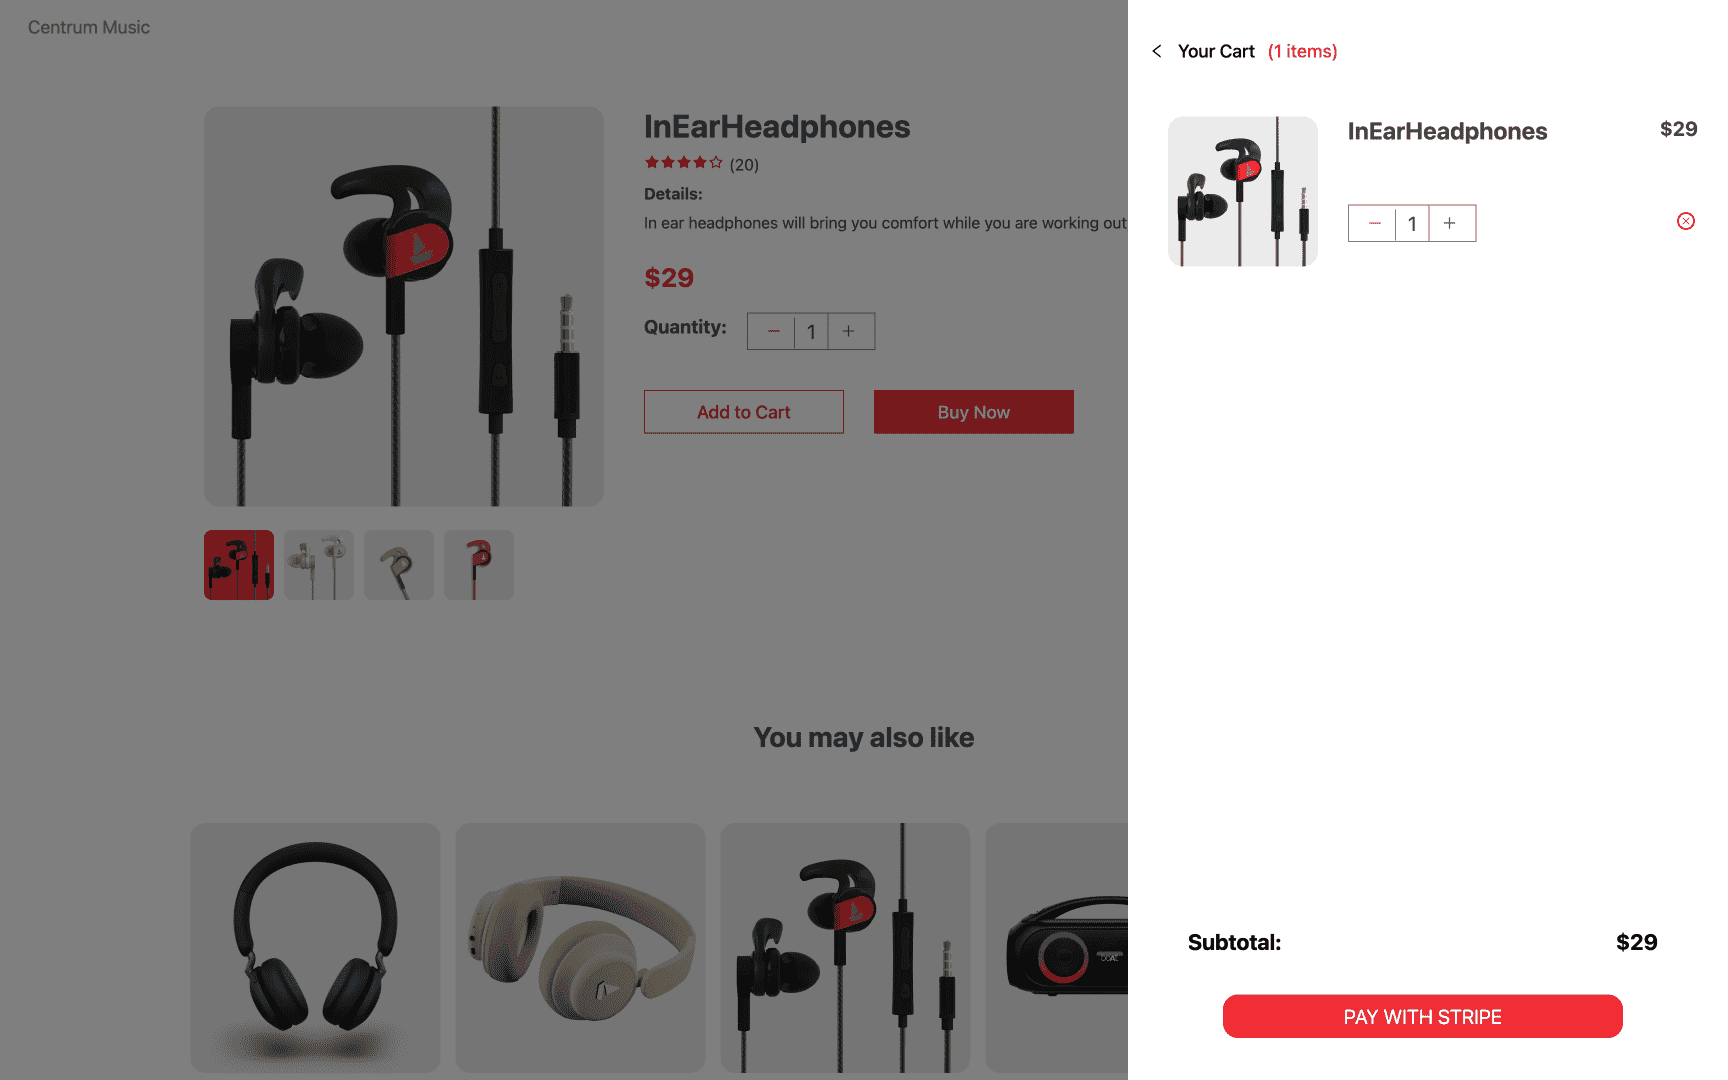 Centrum Music
InEarHeadphones
(20)
Details:
In ear headphones will bring you comfort while you are working out
$29
Quantity:
1
Add to Cart
Buy Now
You may also like
Your Cart (1 items)
InEarHeadphones
$29
1
Subtotal:
$29
PAY WITH STRIPE